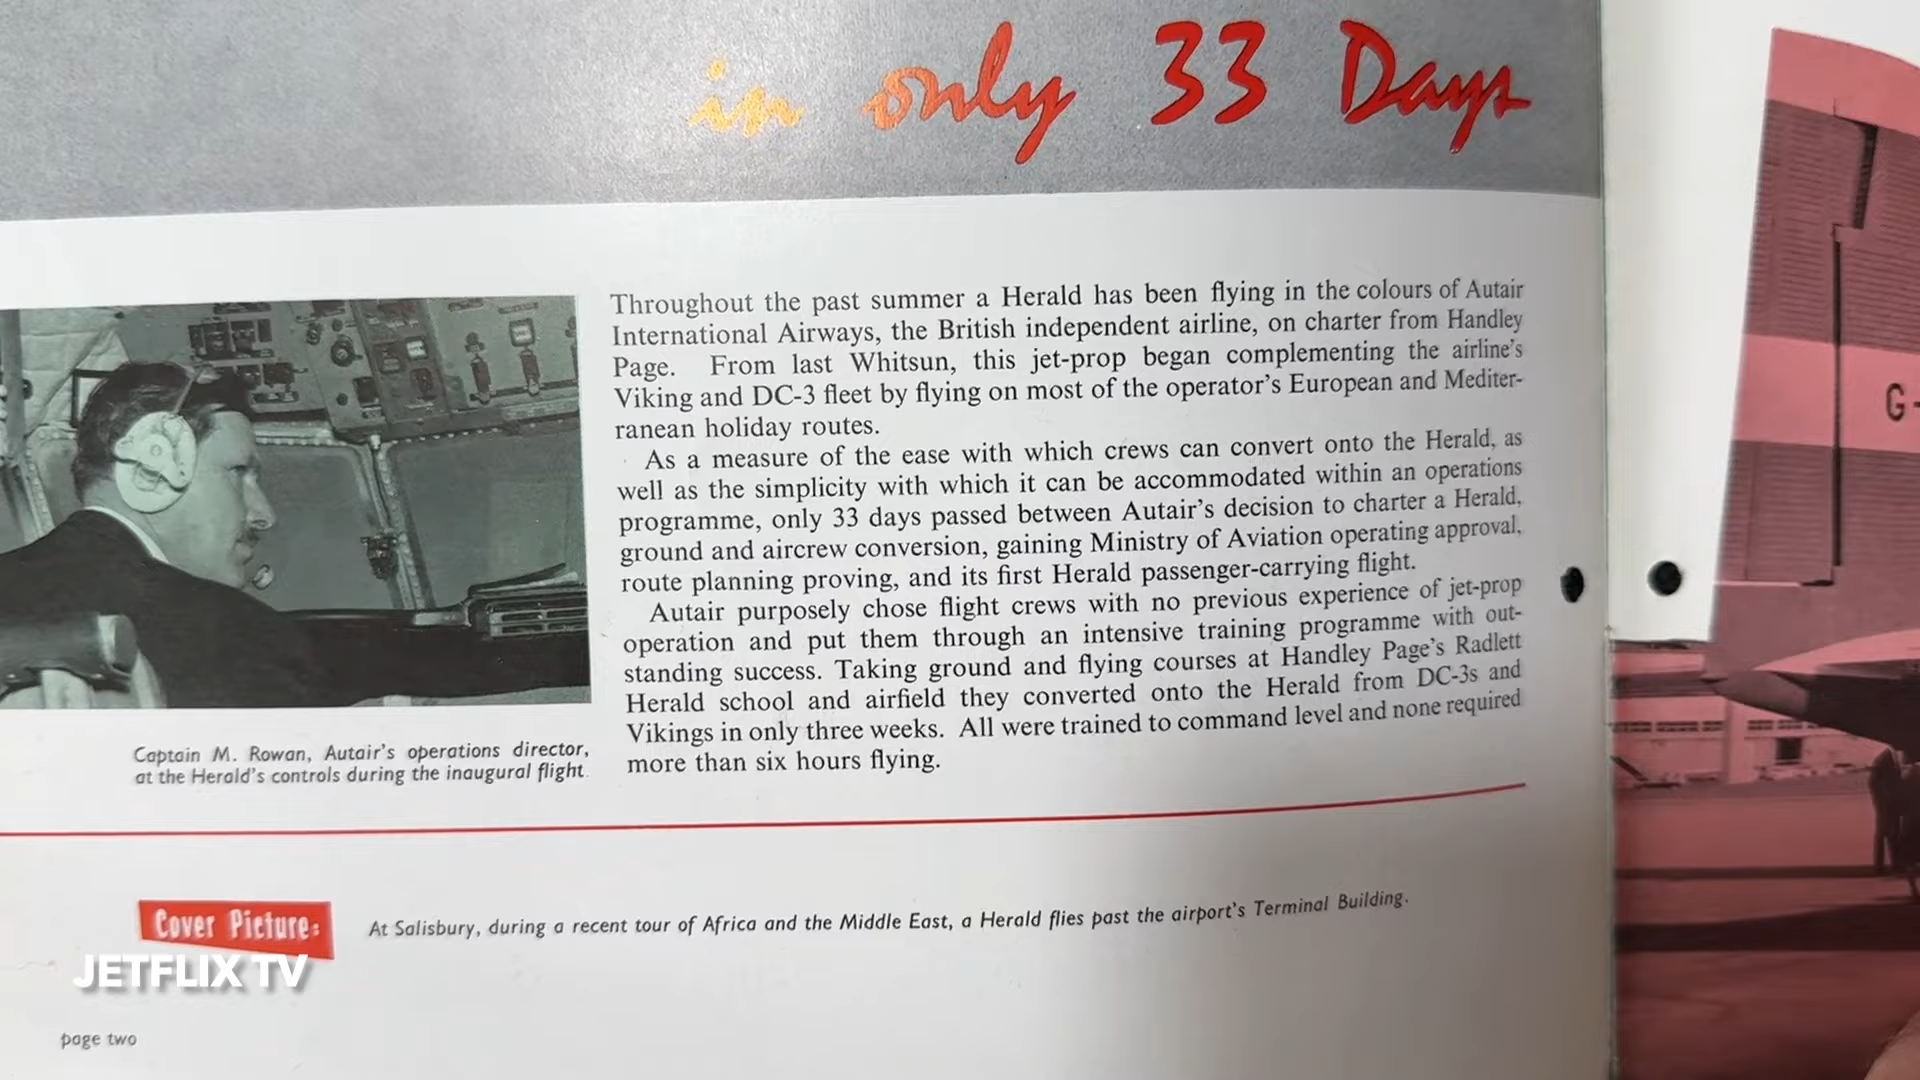 in only 33 Days
Throughout the past summer a Herald has been flying in the colours of Autair
International Airways, the British independent airline, on charter from Handley
Page. From last Whitsun, this jet-prop began complementing the airline's
Viking and DC-3 fleet by flying on most of the operator's European and Mediter-
ranean holiday routes.
As a measure of the ease with which crews can convert onto the Herald, as
well as the simplicity with which it can be accommodated within an operations
programme, only 33 days passed between Autair's decision to charter a Herald,
ground and aircrew conversion, gaining Ministry of Aviation operating approval,
route planning proving, and its first Herald passenger-carrying flight.
Autair purposely chose flight crews with no previous experience of jet-prop
operation and put them through an intensive training programme with out-
standing success. Taking ground and flying courses at Handley Page's Radlett
Herald school and airfield they converted onto the Herald from DC-3s and
Vikings in only three weeks. All were trained to command level and none required
more than six hours flying.
Captain M. Rowan, Autair's operations director,
at the Herald's controls during the inaugural flight.
Cover Picture:
At Salisbury, during a recent tour of Africa and the Middle East, a Herald flies past the airport's Terminal Building.
JETFLIX TV
page two
G-